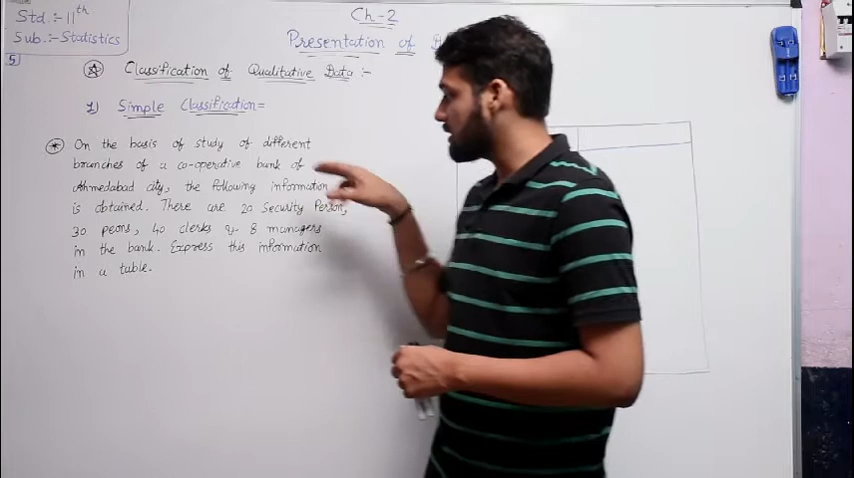 Std.:- 11th
Sub.:- Statistics
5
Ch-2
Presentation of
Classification of Qualitative Data :-
1) Simple Classification =
On the basis of study of different
branches of a co-operative bank of
Ahmedabad city, the following information
is obtained. There are 20 Security Person,
30 peons, 40 clerks & 8 managers
in the bank. Express this information
in a table.